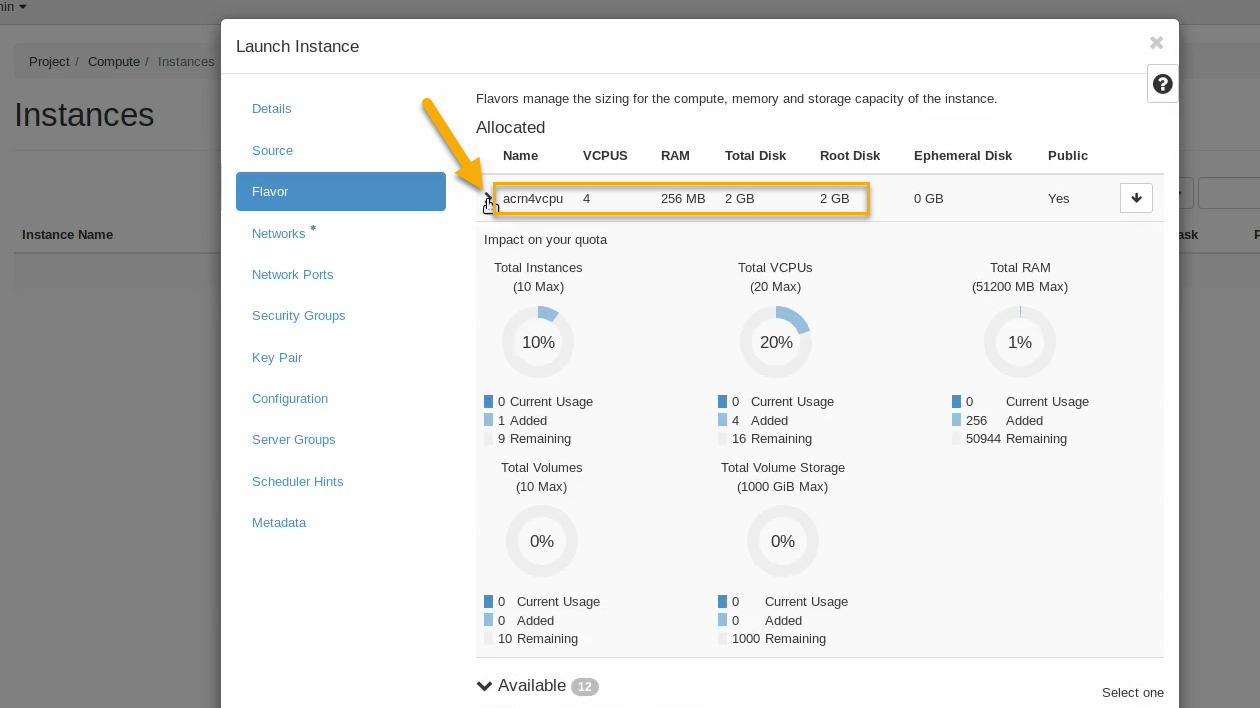 min
Launch Instance
Project / Compute / Instances
Instances
Instance Name
ask
P
Details
Source
Flavor
Networks *
Network Ports
Security Groups
Key Pair
Configuration
Server Groups
Scheduler Hints
Metadata
Flavors manage the sizing for the compute, memory and storage capacity of the instance.
Allocated
Name VCPUS RAM Total Disk Root Disk Ephemeral Disk Public
acrn4vcpu 4 256 MB 2 GB 2 GB 0 GB Yes
Impact on your quota
Total Instances
(10 Max)
10%
0 Current Usage
1 Added
9 Remaining
Total VCPUs
(20 Max)
20%
0 Current Usage
4 Added
16 Remaining
Total RAM
(51200 MB Max)
1%
0 Current Usage
256 Added
50944 Remaining
Total Volumes
(10 Max)
0%
0 Current Usage
0 Added
10 Remaining
Total Volume Storage
(1000 GiB Max)
0%
0 Current Usage
0 Added
1000 Remaining
Available 12
Select one